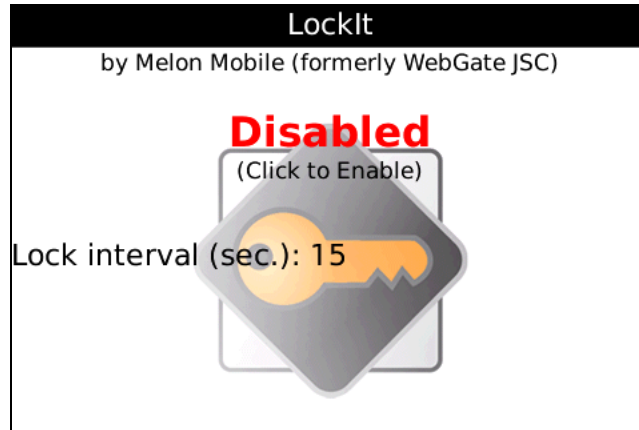 LockIt
by Melon Mobile (formerly WebGate JSC)
Disabled
(Click to Enable)
Lock interval (sec.): 15